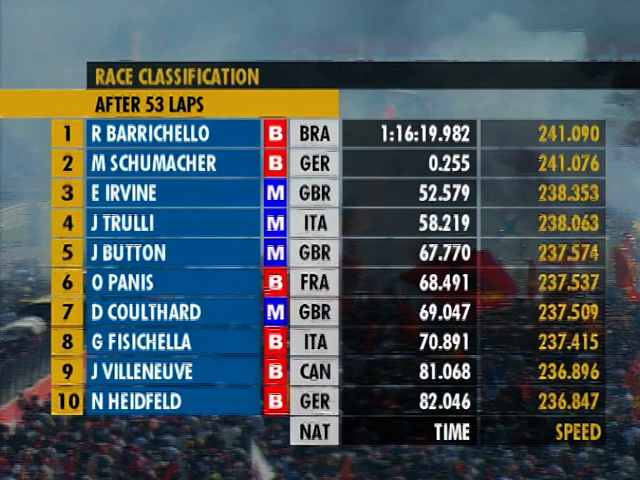 RACE CLASSIFICATION
AFTER 53 LAPS
1 R BARRICHELLO B BRA 1:16:19.982 241.090
2 M SCHUMACHER B GER 0.255 241.076
3 E IRVINE M GBR 52.579 238.353
4 J TRULLI M ITA 58.219 238.063
5 J BUTTON M GBR 67.770 237.574
6 O PANIS B FRA 68.491 237.537
7 D COULTHARD M GBR 69.047 237.509
8 G FISICHELLA B ITA 70.891 237.415
9 J VILLENEUVE B CAN 81.068 236.896
10 N HEIDFELD B GER 82.046 236.847
NAT TIME SPEED